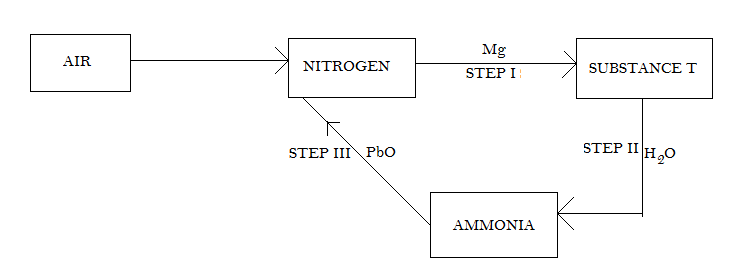 AIR
NITROGEN
Mg
STEP I
SUBSTANCE T
STEP II
H2O
STEP III
PbO
AMMONIA